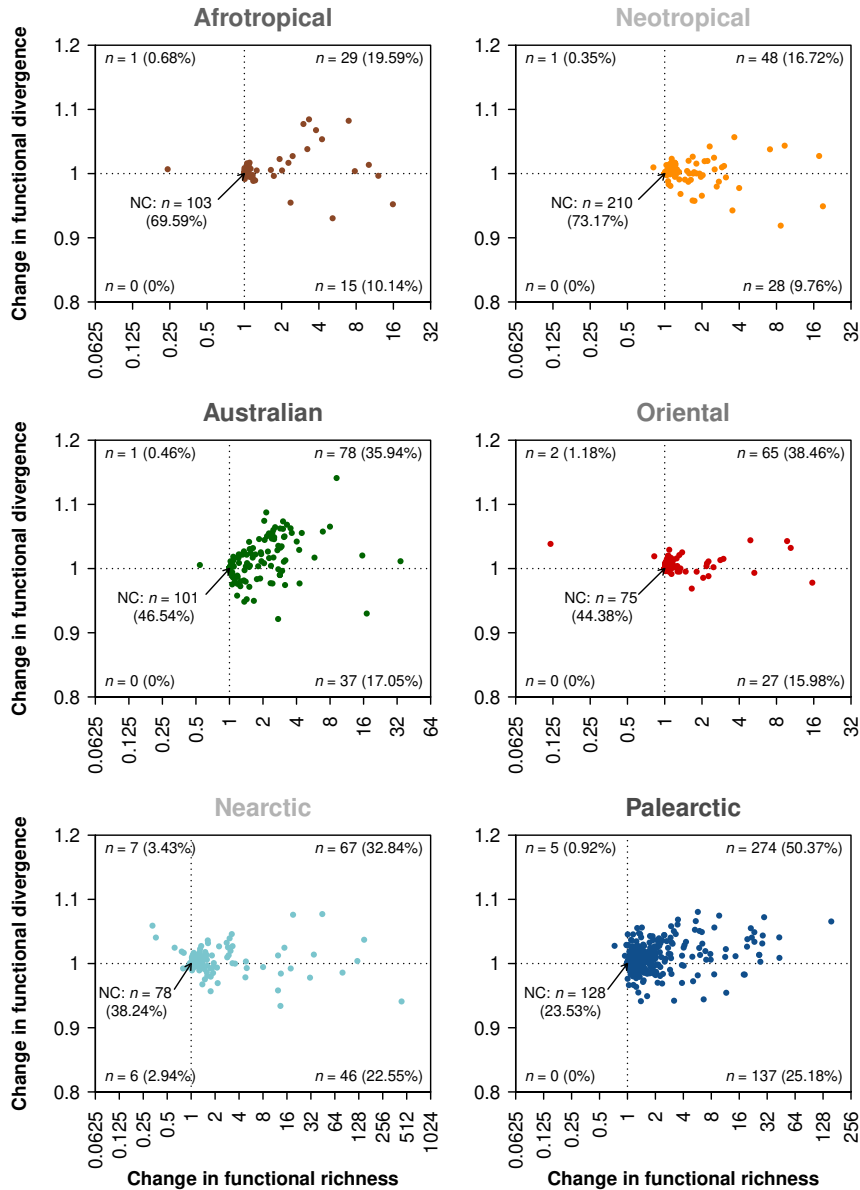 Afrotropical
Change in functional divergence
1.2
1.1
1
0.9
0.8
n = 1 (0.68%)
n = 29 (19.59%)
NC: n = 103
(69.59%)
n = 0 (0%)
n = 15 (10.14%)
0.0625
0.125
0.25
0.5
1
2
4
8
16
32
Neotropical
1.2
1.1
1
0.9
0.8
n = 1 (0.35%)
n = 48 (16.72%)
NC: n = 210
(73.17%)
n = 0 (0%)
n = 28 (9.76%)
0.0625
0.125
0.25
0.5
1
2
4
8
16
32
Australian
Change in functional divergence
1.2
1.1
1
0.9
0.8
n = 1 (0.46%)
n = 78 (35.94%)
NC: n = 101
(46.54%)
n = 0 (0%)
n = 37 (17.05%)
0.0625
0.125
0.25
0.5
1
2
4
8
16
32
64
Oriental
1.2
1.1
1
0.9
0.8
n = 2 (1.18%)
n = 65 (38.46%)
NC: n = 75
(44.38%)
n = 0 (0%)
n = 27 (15.98%)
0.0625
0.125
0.25
0.5
1
2
4
8
16
32
Nearctic
Change in functional divergence
1.2
1.1
1
0.9
0.8
n = 7 (3.43%)
n = 67 (32.84%)
NC: n = 78
(38.24%)
n = 6 (2.94%)
n = 46 (22.55%)
0.0625
0.125
0.25
0.5
1
2
4
8
16
32
64
128
256
512
1024
Change in functional richness
Palearctic
1.2
1.1
1
0.9
0.8
n = 5 (0.92%)
n = 274 (50.37%)
NC: n = 128
(23.53%)
n = 0 (0%)
n = 137 (25.18%)
0.0625
0.125
0.25
0.5
1
2
4
8
16
32
64
128
256
Change in functional richness